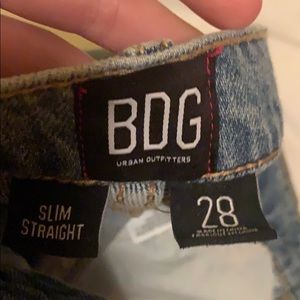 BDG
URBAN OUTFITTERS
SLIM
STRAIGHT
28